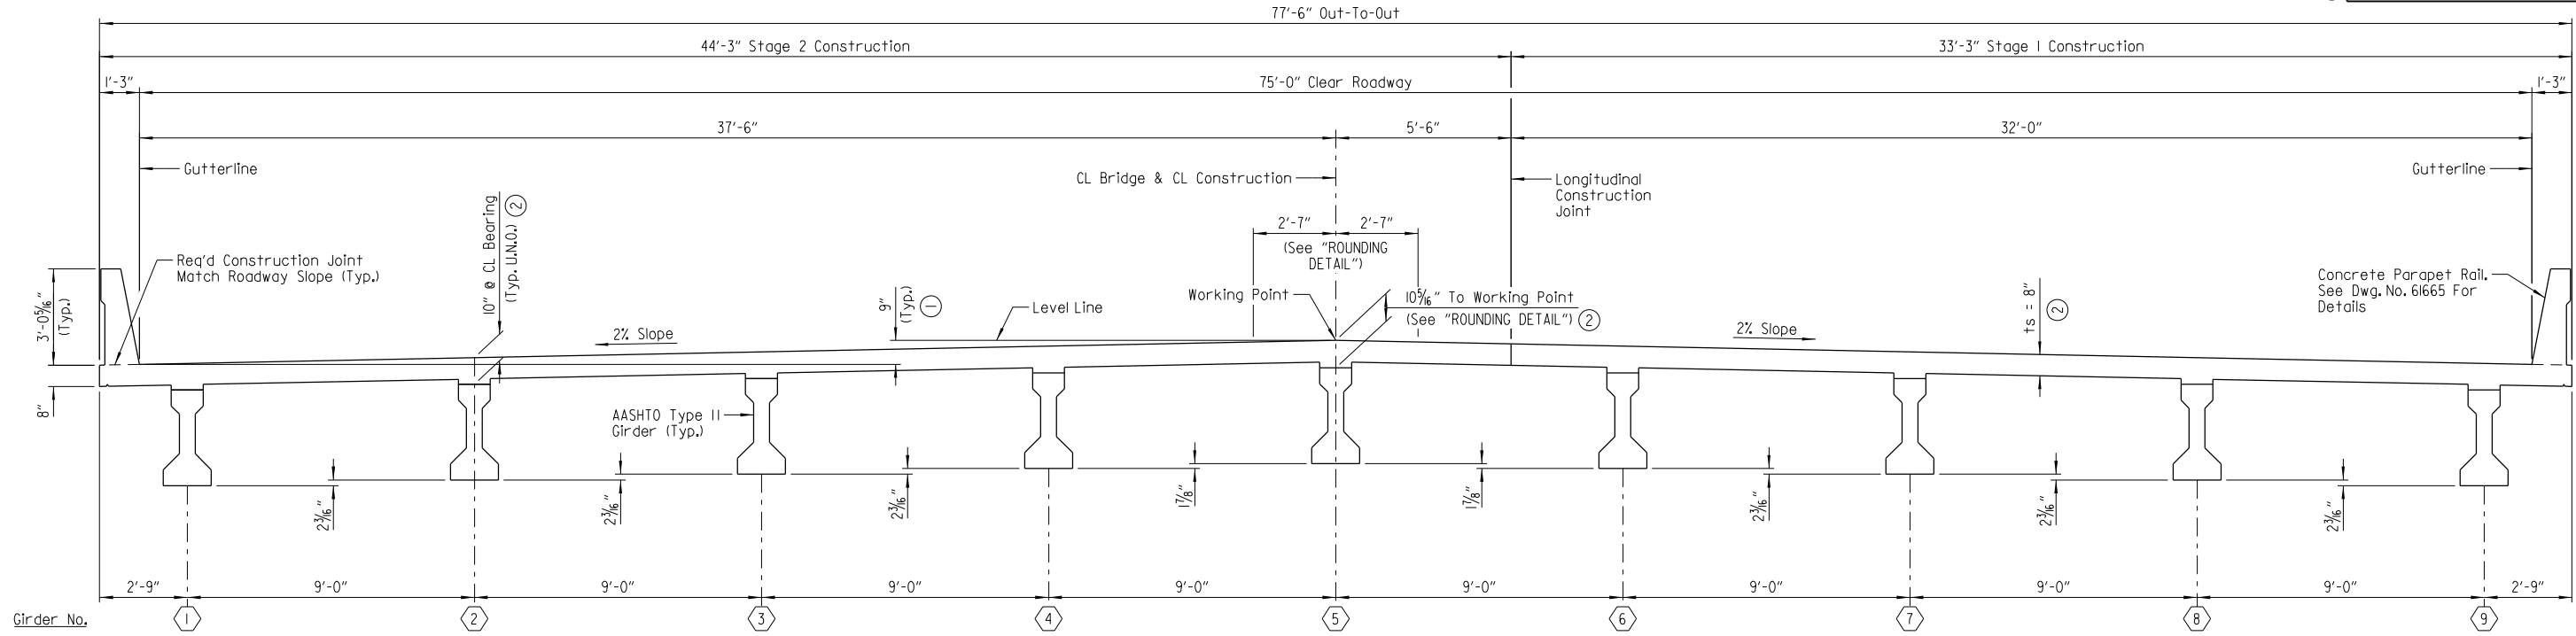 77'-6" Out-To-Out
44'-3" Stage 2 Construction
33'-3" Stage 1 Construction
1'-3"
75'-0" Clear Roadway
1'-3"
37'-6"
5'-6"
32'-0"
Gutterline
CL Bridge & CL Construction
Longitudinal
Construction
Joint
Gutterline
10" @ CL Bearing
(Typ. U.N.O.) 2
2'-7"
2'-7"
(See "ROUNDING
DETAIL")
Req'd Construction Joint
Match Roadway Slope (Typ.)
3'-0 5/16"
(Typ.)
8"
9"
(Typ.) 1
Level Line
Working Point
10 5/16" To Working Point
(See "ROUNDING DETAIL") 2
2% Slope
2% Slope
ts = 8"
2
Concrete Parapet Rail.
See Dwg. No. 61665 For
Details
AASHTO Type II
Girder (Typ.)
2 3/16"
2 3/16"
2 3/16"
1 7/8"
1 7/8"
2 3/16"
2 3/16"
2 3/16"
2'-9"
9'-0"
9'-0"
9'-0"
9'-0"
9'-0"
9'-0"
9'-0"
9'-0"
2'-9"
Girder No.
1
2
3
4
5
6
7
8
9